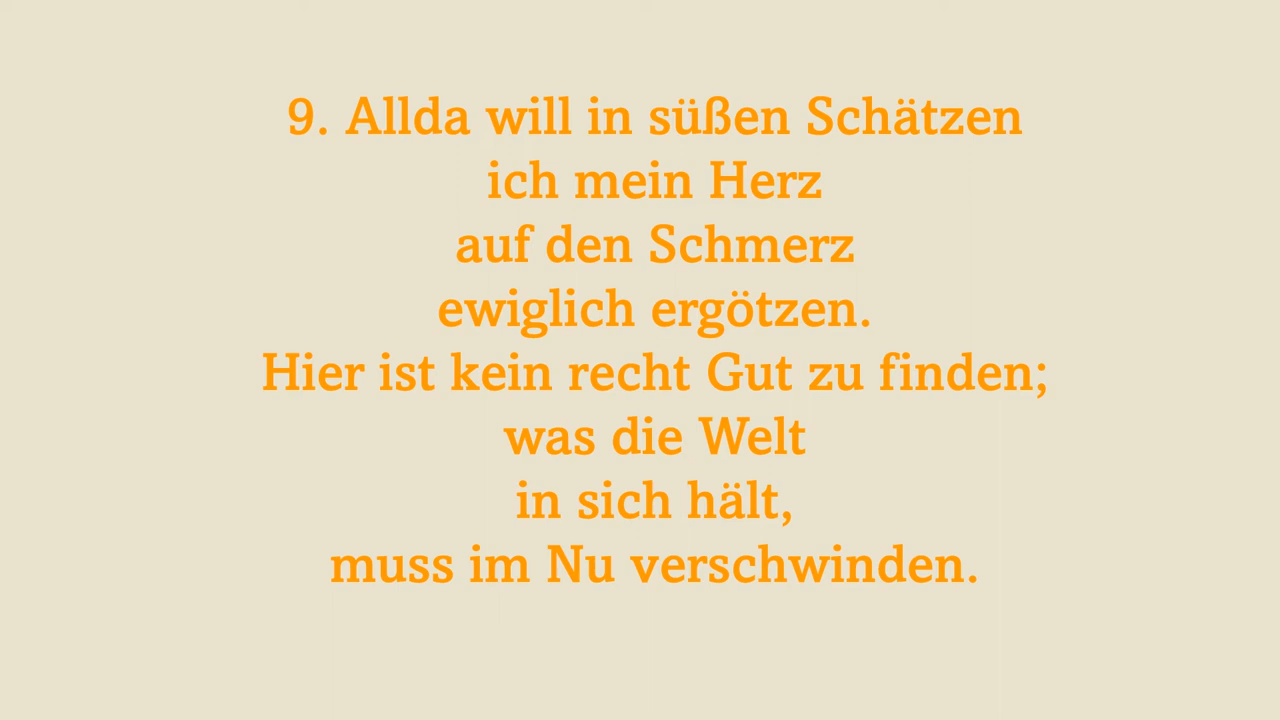 9. Allda will in süßen Schätzen
ich mein Herz
auf den Schmerz
ewiglich ergötzen.
Hier ist kein recht Gut zu finden;
was die Welt
in sich hält,
muss im Nu verschwinden.